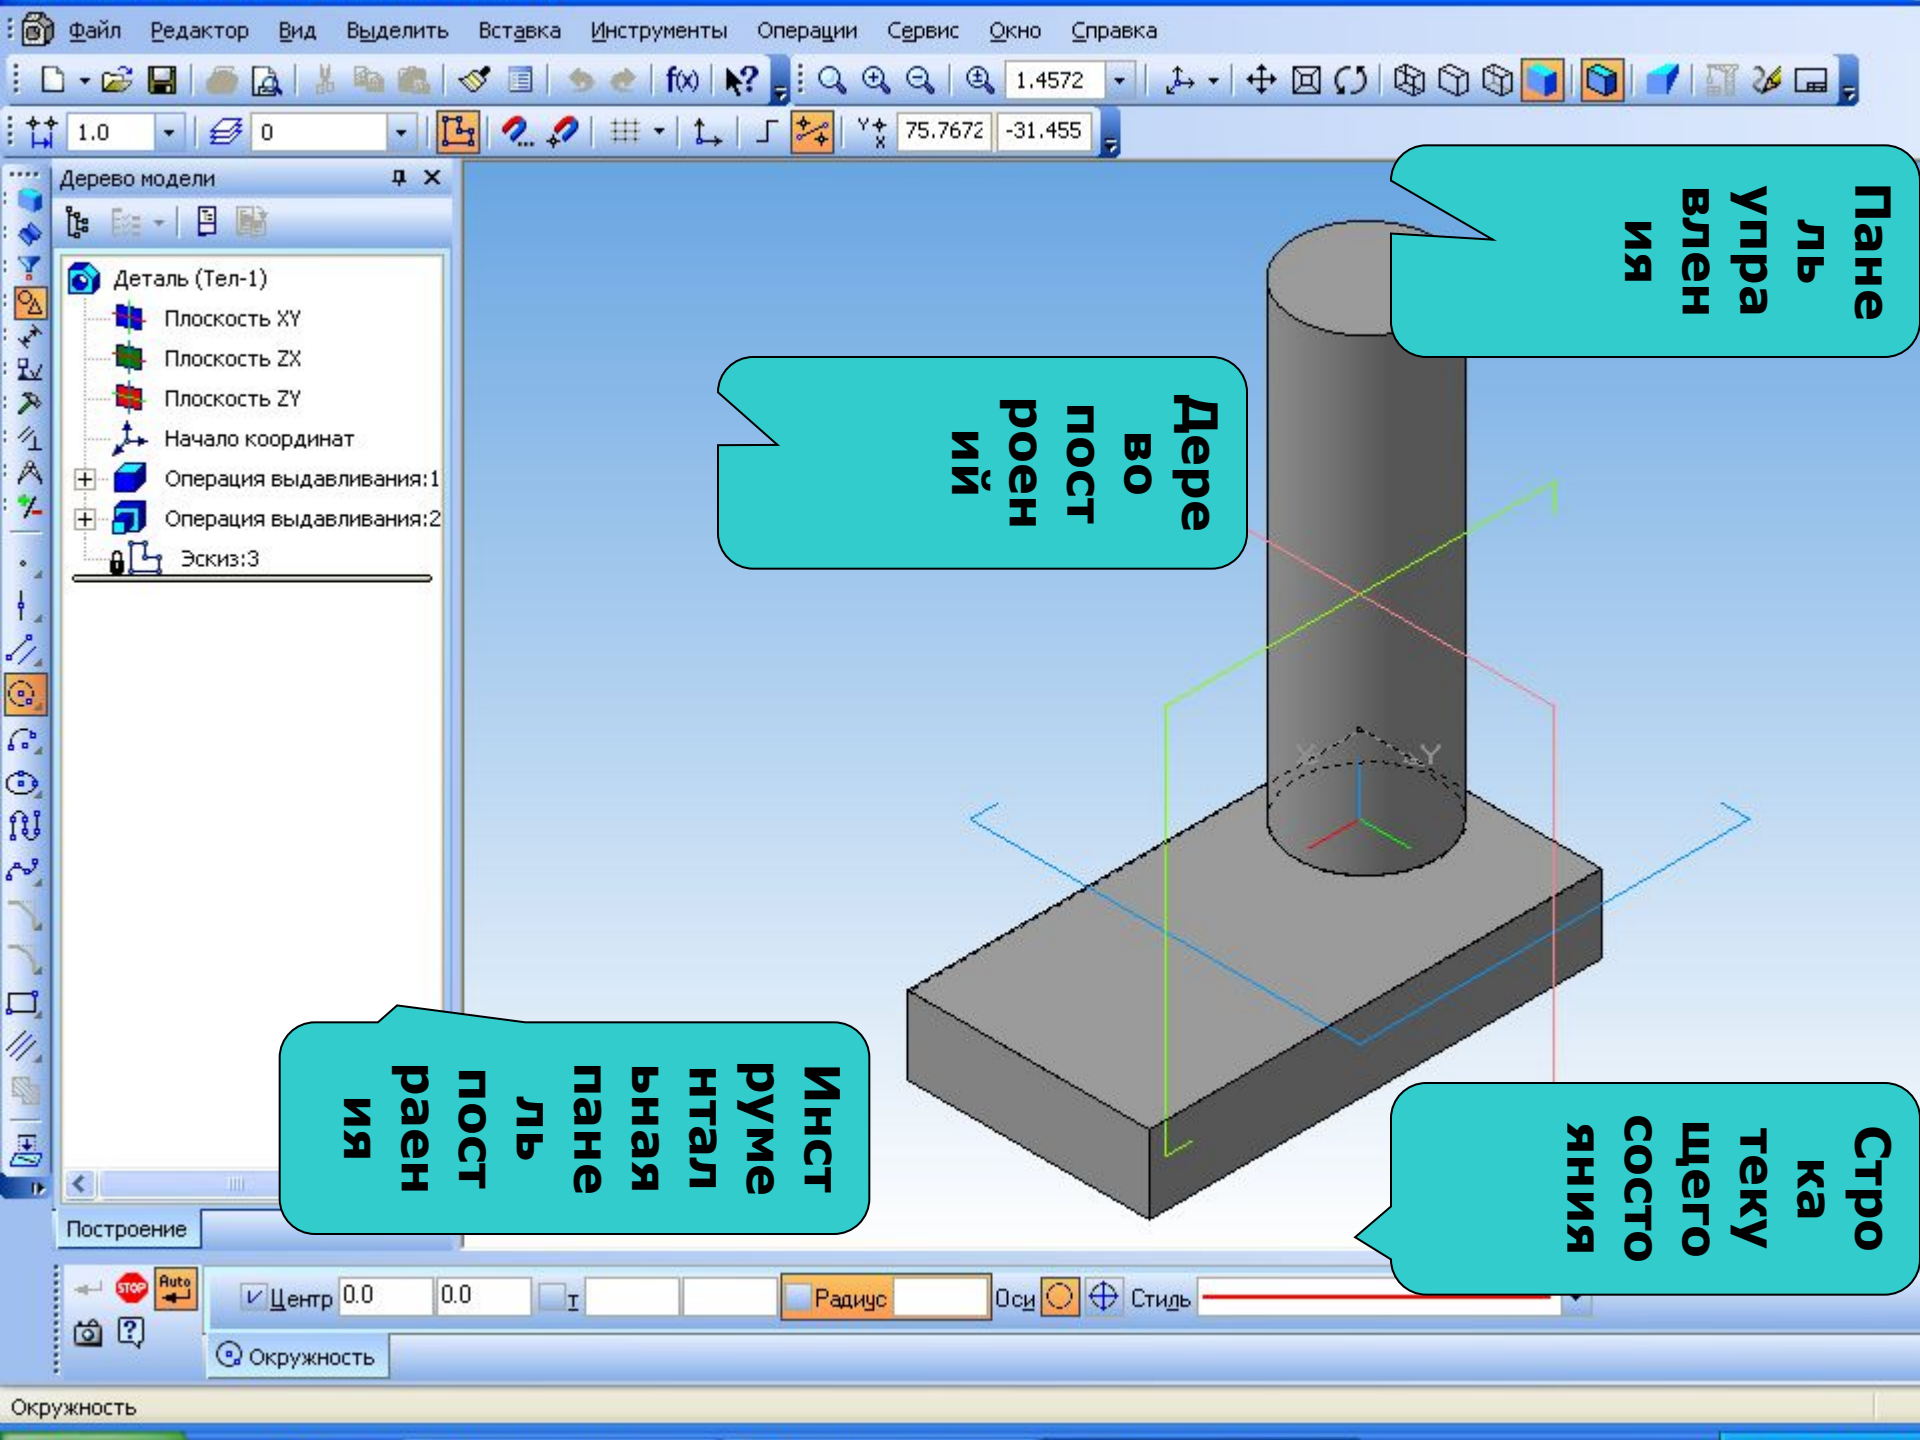 Файл Редактор Вид Выделить Вставка Инструменты Операции Сервис Окно Справка
f(x) 1.4572
1.0 0 75.7672 -31.455
Дерево модели
Деталь (Тел-1)
Плоскость XY
Плоскость ZX
Плоскость ZY
Начало координат
Операция выдавливания:1
Операция выдавливания:2
Эскиз:3
Пане
ль
упра
влен
ия
Дере
во
пост
роен
ий
X Y
Инст
руме
нтал
ьная
пане
ль
пост
раен
ия
Стро
ка
теку
щего
состо
яния
Построение
STOP Auto
Центр 0.0 0.0 т Радиус Оси Стиль
Окружность
Окружность